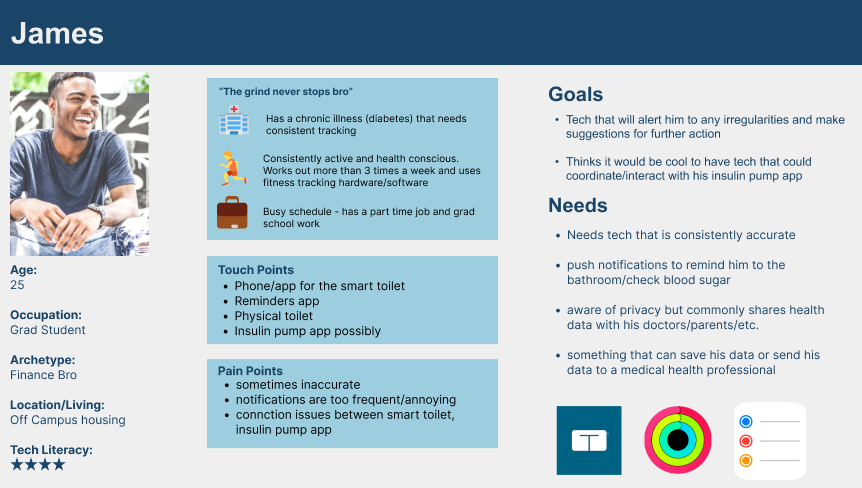 James
Age:
25
Occupation:
Grad Student
Archetype:
Finance Bro
Location/Living:
Off Campus housing
Tech Literacy:
★★★★
“The grind never stops bro”
Has a chronic illness (diabetes) that needs
consistent tracking
Consistently active and health conscious.
Works out more than 3 times a week and uses
fitness tracking hardware/software
Busy schedule - has a part time job and grad
school work
Touch Points
• Phone/app for the smart toilet
• Reminders app
• Physical toilet
• Insulin pump app possibly
Pain Points
• sometimes inaccurate
• notifications are too frequent/annoying
• connction issues between smart toilet,
insulin pump app
Goals
• Tech that will alert him to any irregularities and make
suggestions for further action
• Thinks it would be cool to have tech that could
coordinate/interact with his insulin pump app
Needs
• Needs tech that is consistently accurate
• push notifications to remind him to the
bathroom/check blood sugar
• aware of privacy but commonly shares health
data with his doctors/parents/etc.
• something that can save his data or send his
data to a medical health professional